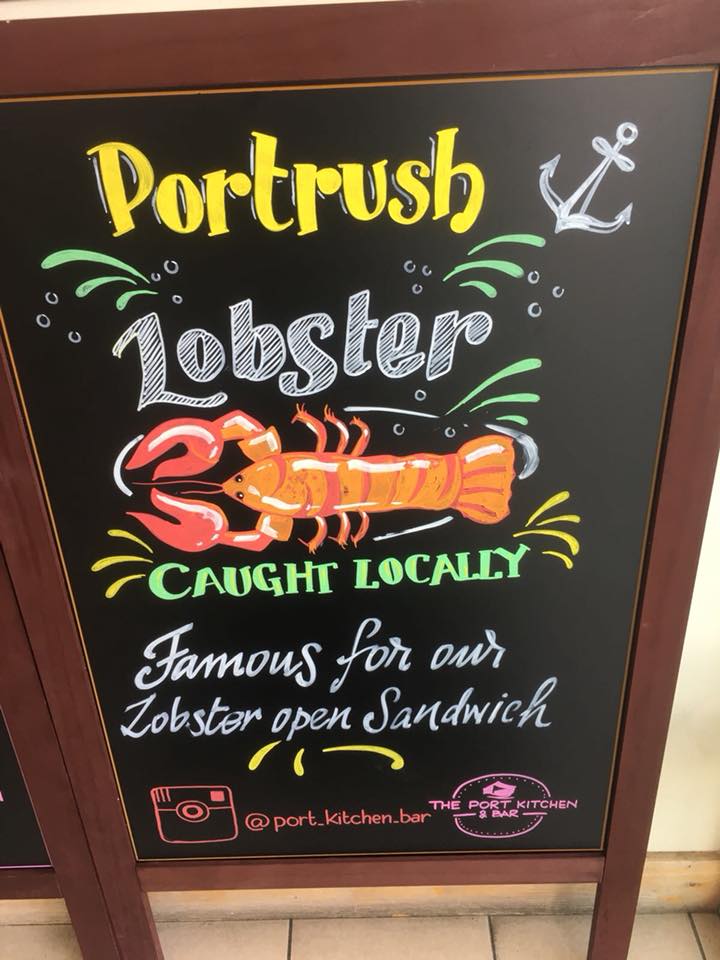 Portrush
Lobster
CAUGHT LOCALLY
Famous for our
Lobster open Sandwich
@port_kitchen_bar
THE PORT KITCHEN
& BAR